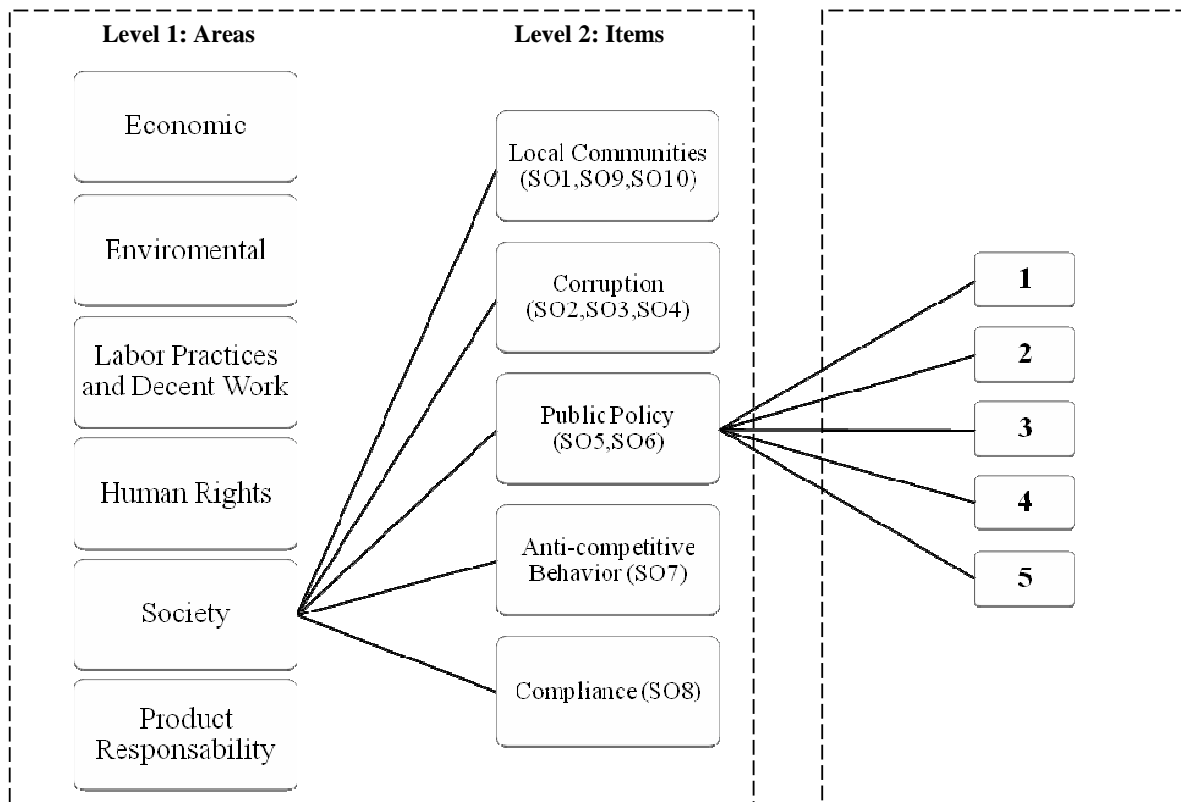 Level 1: Areas
Level 2: Items
Economic
Enviromental
Labor Practices
and Decent Work
Human Rights
Society
Product
Responsability
Local Communities
(SO1,SO9,SO10)
Corruption
(SO2,SO3,SO4)
Public Policy
(SO5,SO6)
Anti-competitive
Behavior (SO7)
Compliance (SO8)
1
2
3
4
5